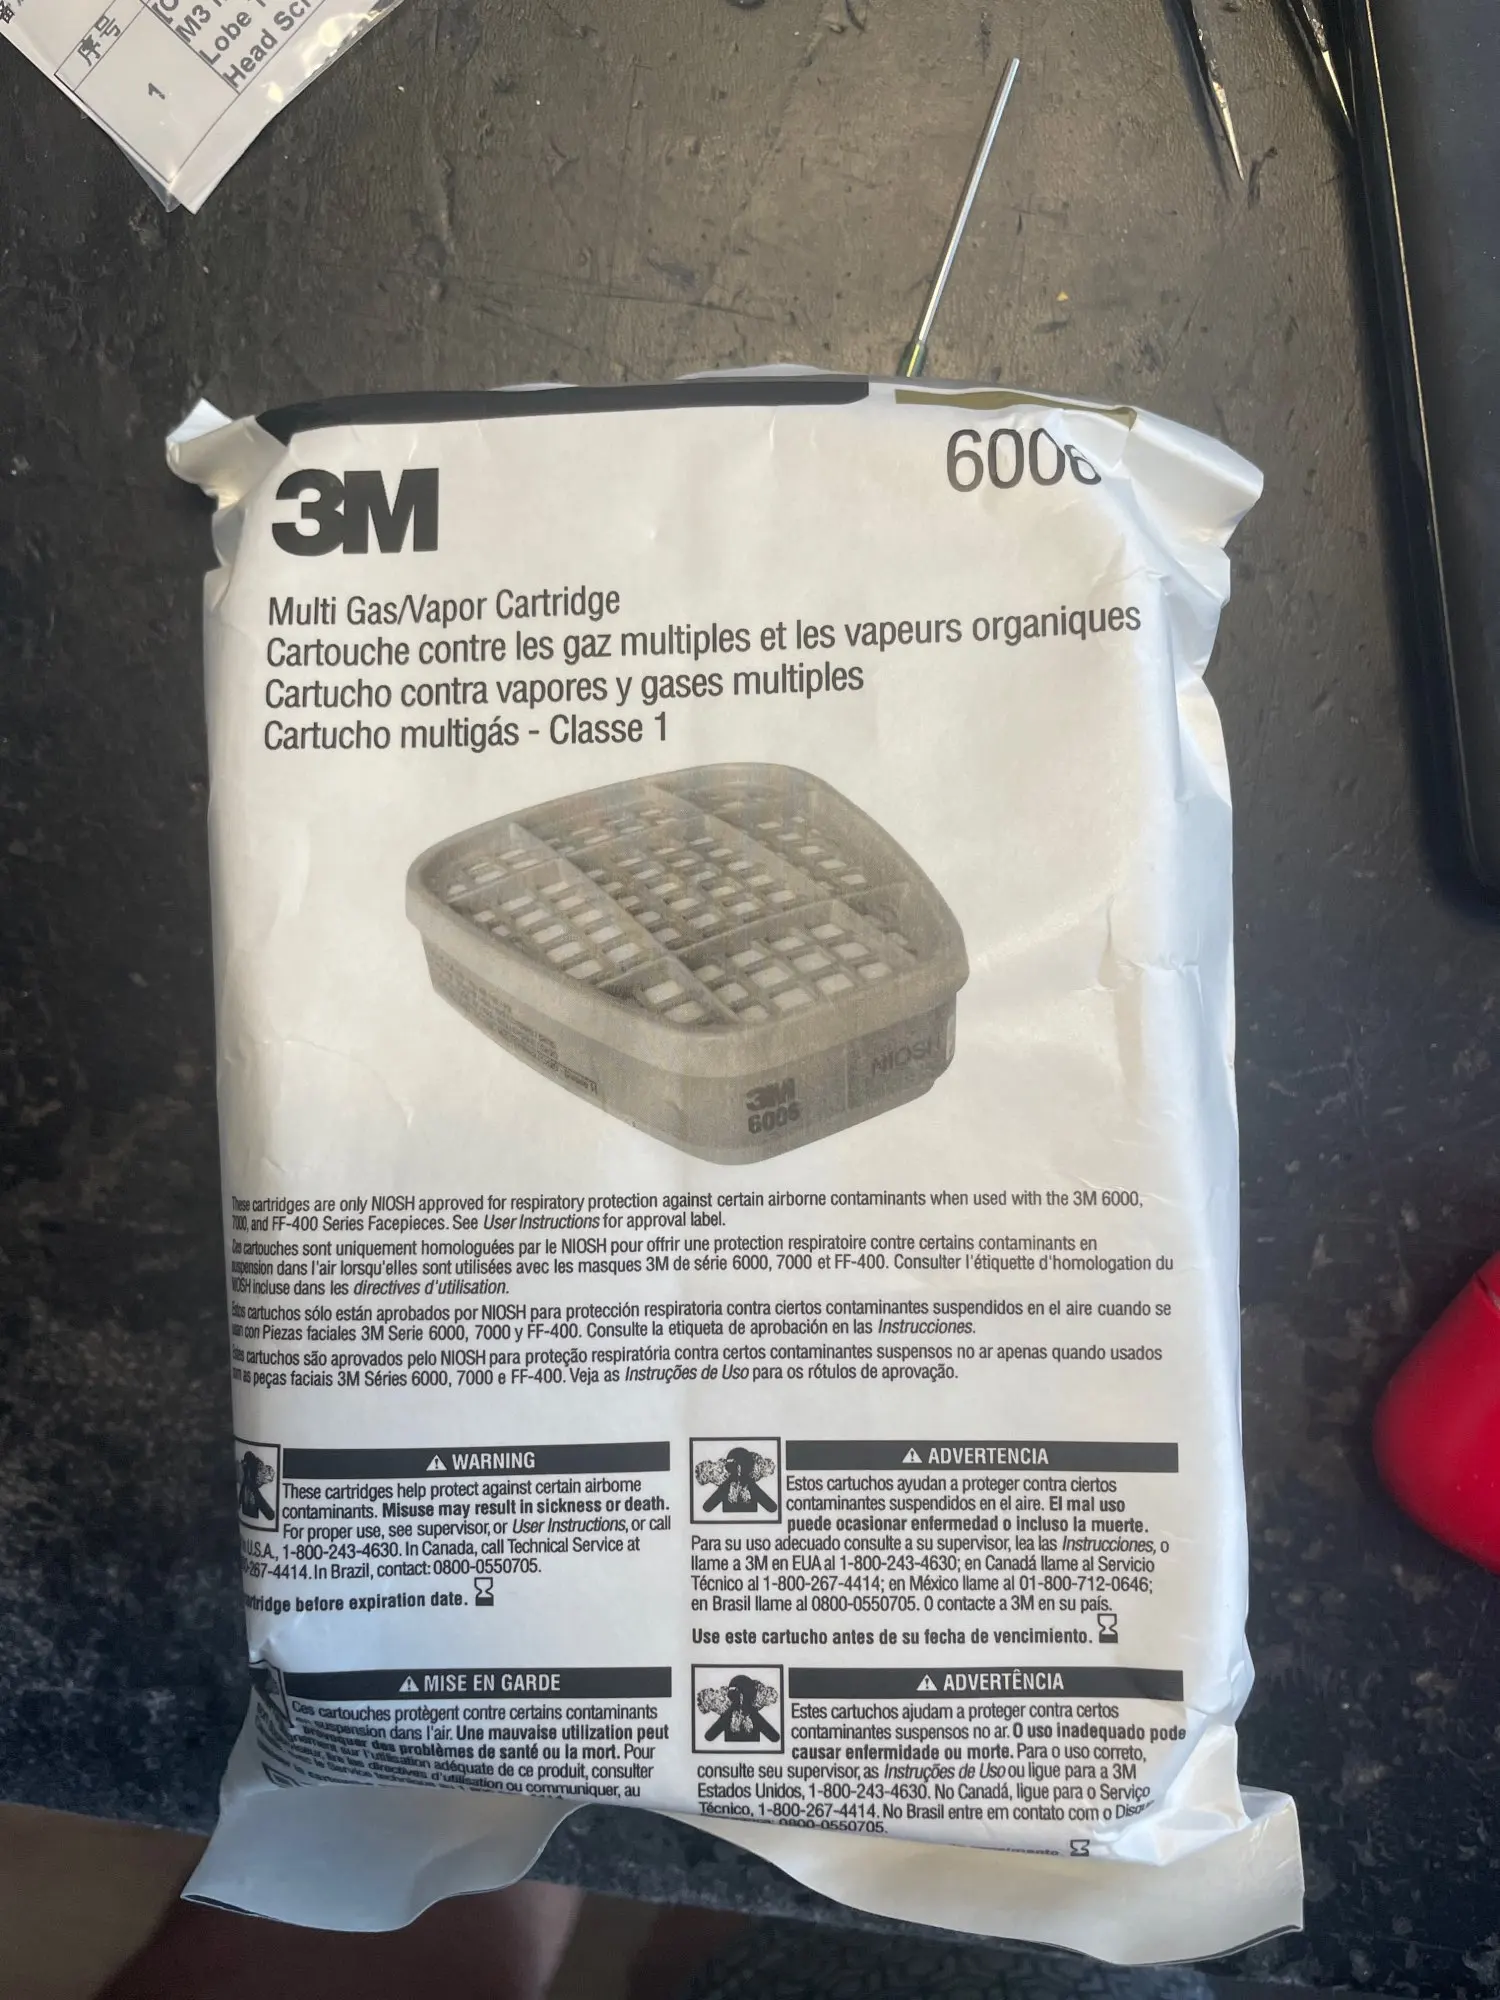 序号
1
M3
Lobe
Head
6006
3M
Multi Gas/Vapor Cartridge
Cartouche contre les gaz multiples et les vapeurs organiques
Cartucho contra vapores y gases multiples
Cartucho multigás - Classe 1
NIOSH
3M
6006
These cartridges are only NIOSH approved for respiratory protection against certain airborne contaminants when used with the 3M 6000,
7000, and FF-400 Series Facepieces. See User Instructions for approval label.
Ces cartouches sont uniquement homologuées par le NIOSH pour offrir une protection respiratoire contre certains contaminants en
suspension dans l'air lorsqu'elles sont utilisées avec les masques 3M de série 6000, 7000 et FF-400. Consulter l'étiquette d'homologation du
NIOSH incluse dans les directives d'utilisation.
Estos cartuchos sólo están aprobados por NIOSH para protección respiratoria contra ciertos contaminantes suspendidos en el aire cuando se
usan con Piezas faciales 3M Serie 6000, 7000 y FF-400. Consulte la etiqueta de aprobación en las Instrucciones.
Estes cartuchos são aprovados pelo NIOSH para proteção respiratória contra certos contaminantes suspensos no ar apenas quando usados
com as peças faciais 3M Séries 6000, 7000 e FF-400. Veja as Instruções de Uso para os rótulos de aprovação.
WARNING
These cartridges help protect against certain airborne
contaminants. Misuse may result in sickness or death.
For proper use, see supervisor, or User Instructions, or call
U.S.A., 1-800-243-4630. In Canada, call Technical Service at
267-4414. In Brazil, contact: 0800-0550705.
before expiration date.
ADVERTENCIA
Estos cartuchos ayudan a proteger contra ciertos
contaminantes suspendidos en el aire. El mal uso
puede ocasionar enfermedad o incluso la muerte.
Para su uso adecuado consulte a su supervisor, lea las Instrucciones, o
llame a 3M en EUA al 1-800-243-4630; en Canadá llame al Servicio
Técnico al 1-800-267-4414; en México llame al 01-800-712-0646;
en Brasil llame al 0800-0550705. O contacte a 3M en su país.
Use este cartucho antes de su fecha de vencimiento.
MISE EN GARDE
Ces cartouches protègent contre certains contaminants
en suspension dans l'air. Une mauvaise utilization peut
provoquer des problèmes de santé ou la mort. Pour
l'utilisation adéquate de ce produit, consulter
directives d'utilisation ou communiquer, au
ADVERTÊNCIA
Estes cartuchos ajudam a proteger contra certos
contaminantes suspensos no ar. O uso inadequado pode
causar enfermidade ou morte. Para o uso correto,
consulte seu supervisor, as Instruções de Uso ou ligue para a 3M
Estados Unidos, 1-800-243-4630. No Canadá, ligue para o Serviço
Técnico, 1-800-267-4414. No Brasil entre em contato com o Disque
0800-0550705.